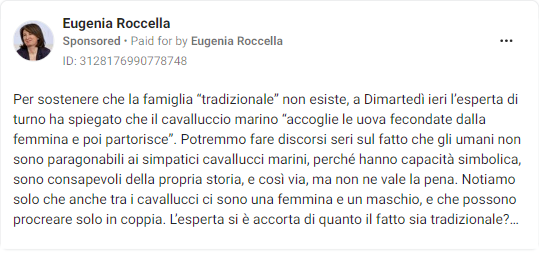 Eugenia Roccella
Sponsored • Paid for by Eugenia Roccella
ID: 3128176990778748
Per sostenere che la famiglia “tradizionale” non esiste, a Dimartedì ieri l’esperta di
turno ha spiegato che il cavalluccio marino “accoglie le uova fecondate dalla
femmina e poi partorisce”. Potremmo fare discorsi seri sul fatto che gli umani non
sono paragonabili ai simpatici cavallucci marini, perché hanno capacità simbolica,
sono consapevoli della propria storia, e così via, ma non ne vale la pena. Notiamo
solo che anche tra i cavallucci ci sono una femmina e un maschio, e che possono
procreare solo in coppia. L’esperta si è accorta di quanto il fatto sia tradizionale?...